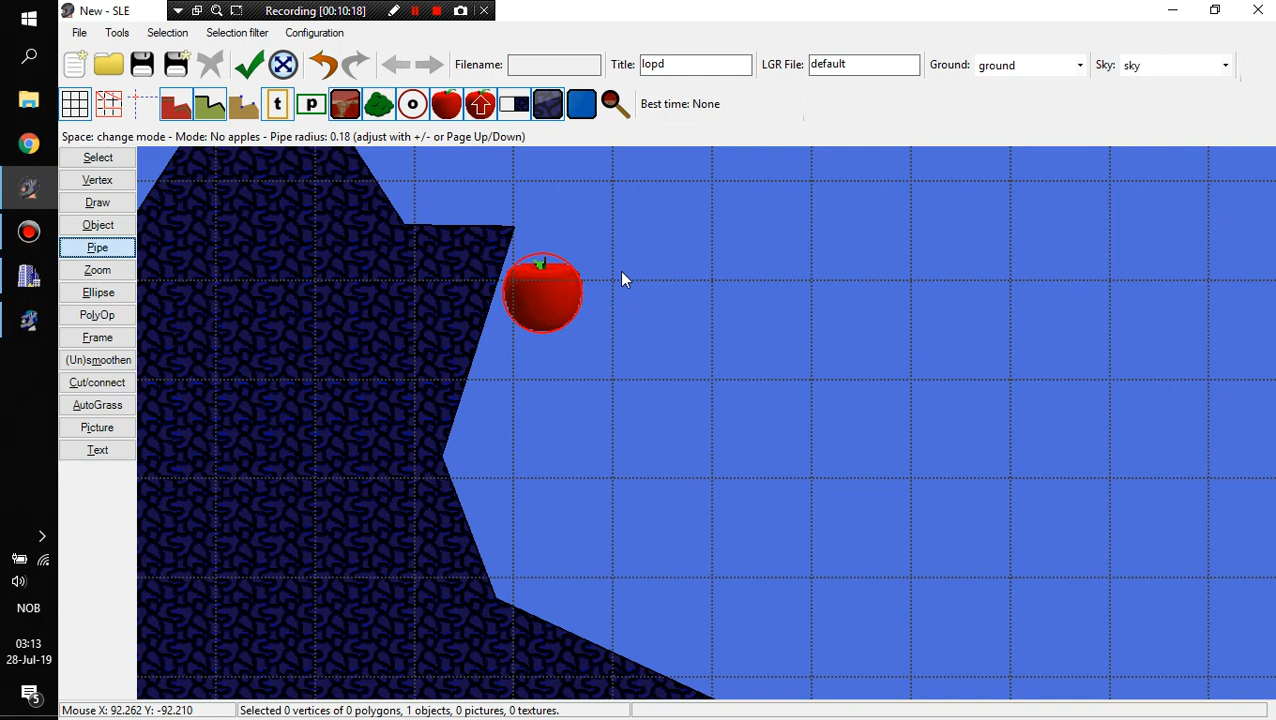 New - SLE
Recording [00:10:18]
File Tools Selection Selection filter Configuration
Filename: Title: lopd LGR File: default Ground: ground Sky: sky
t p o Best time: None
Space: change mode - Mode: No apples - Pipe radius: 0.18 (adjust with +/- or Page Up/Down)
Select
Vertex
Draw
Object
Pipe
Zoom
Ellipse
PolyOp
Frame
(Un)smoothen
Cut/connect
AutoGrass
Picture
Text
NOB
03:13
28-Jul-19
5
Mouse X: 92.262 Y: -92.210 Selected 0 vertices of 0 polygons, 1 objects, 0 pictures, 0 textures.